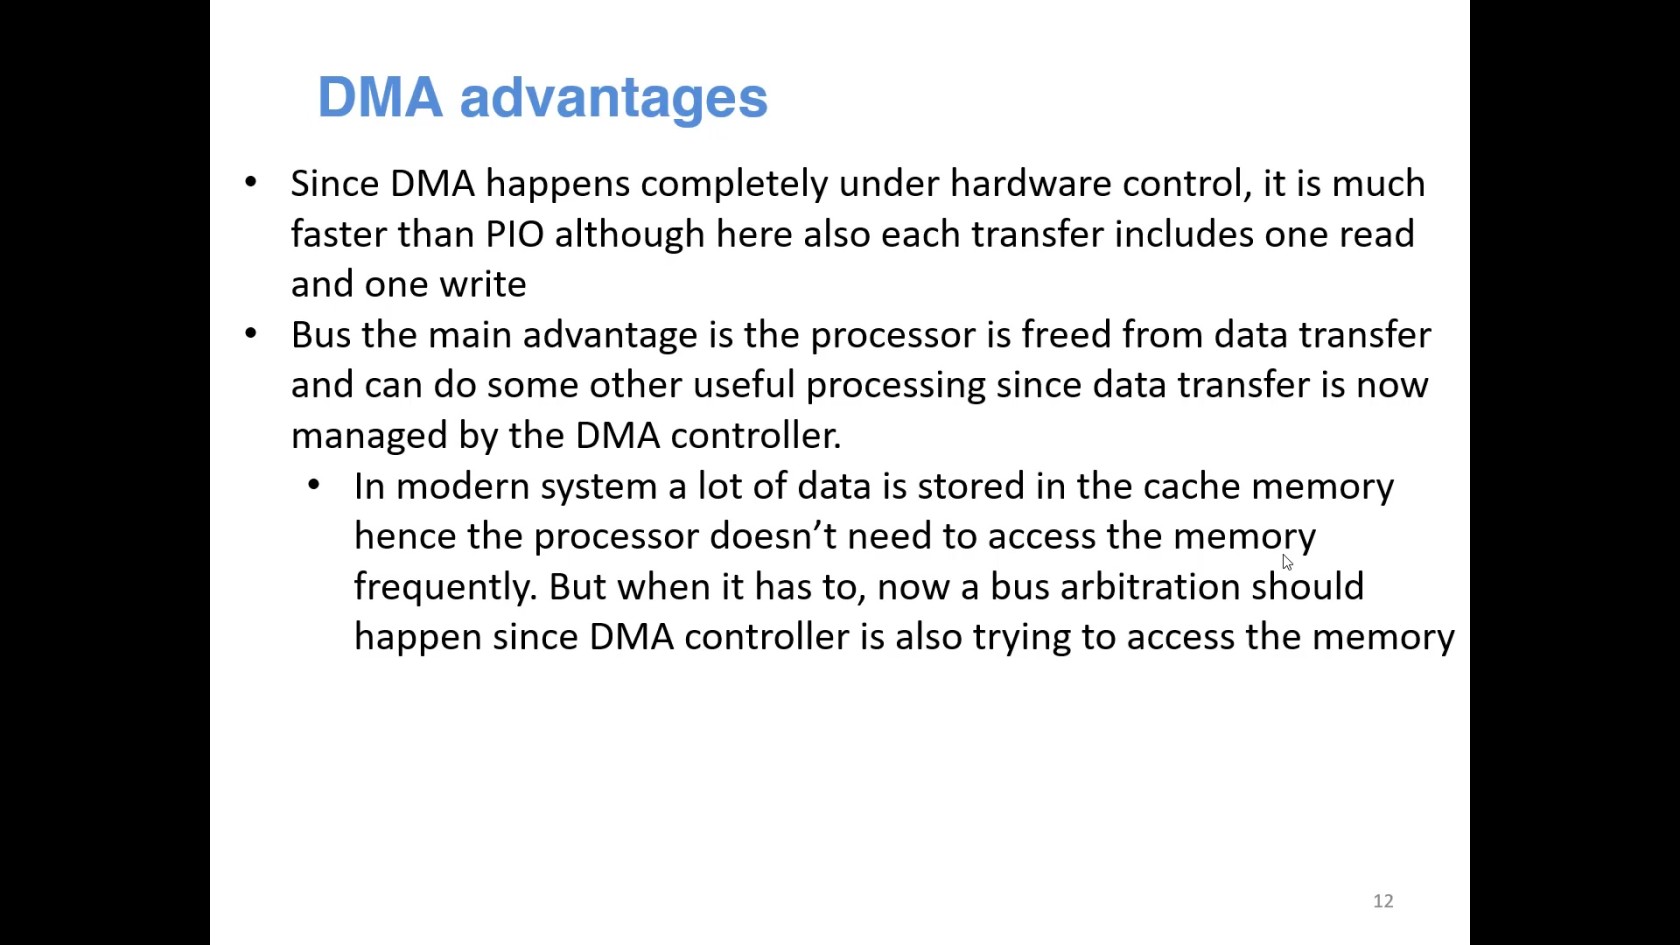 DMA advantages
• Since DMA happens completely under hardware control, it is much
faster than PIO although here also each transfer includes one read
and one write
• Bus the main advantage is the processor is freed from data transfer
and can do some other useful processing since data transfer is now
managed by the DMA controller.
• In modern system a lot of data is stored in the cache memory
hence the processor doesn’t need to access the memory
frequently. But when it has to, now a bus arbitration should
happen since DMA controller is also trying to access the memory
12